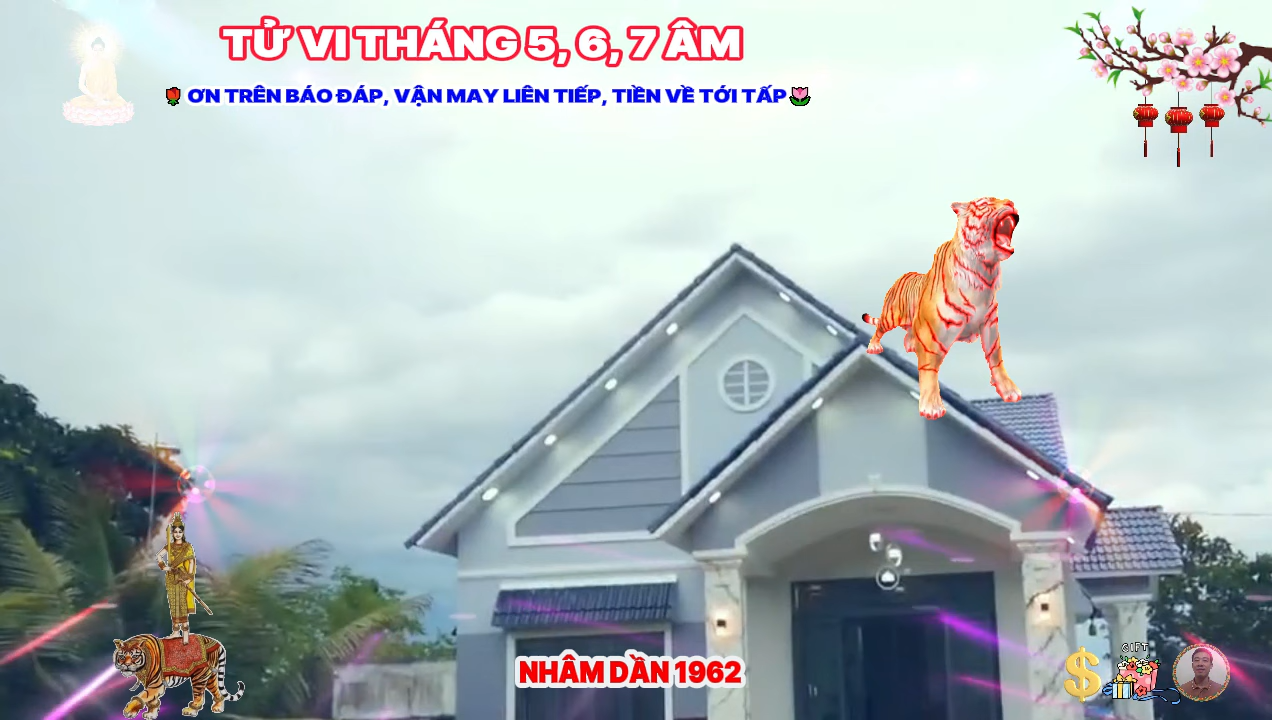 TỬ VI THÁNG 5, 6, 7 ÂM
ƠN TRÊN BÁO ĐÁP, VẬN MAY LIÊN TIẾP, TIỀN VỀ TỚI TẤP
NHÂM DẦN 1962
GIFT
$